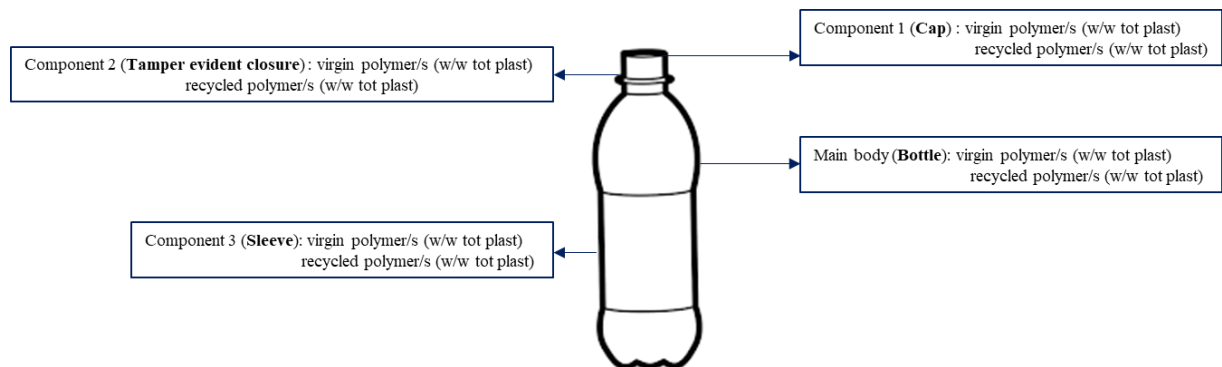 Component 1 (Cap) : virgin polymer/s (w/w tot plast)
recycled polymer/s (w/w tot plast)
Component 2 (Tamper evident closure) : virgin polymer/s (w/w tot plast)
recycled polymer/s (w/w tot plast)
Main body (Bottle): virgin polymer/s (w/w tot plast)
recycled polymer/s (w/w tot plast)
Component 3 (Sleeve): virgin polymer/s (w/w tot plast)
recycled polymer/s (w/w tot plast)